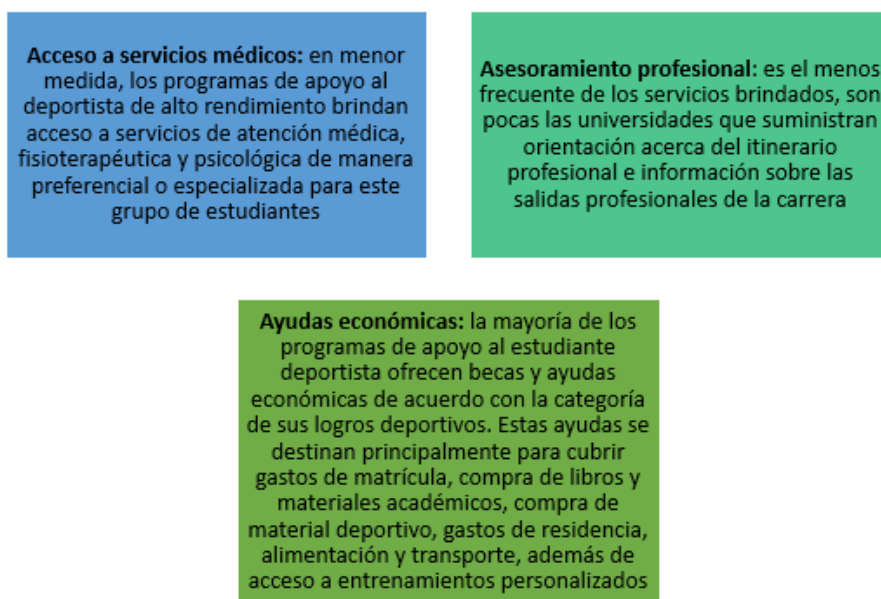 Acceso a servicios médicos: en menor
medida, los programas de apoyo al
deportista de alto rendimiento brindan
acceso a servicios de atención médica,
fisioterapéutica y psicológica de manera
preferencial o especializada para este
grupo de estudiantes
Asesoramiento profesional: es el menos
frecuente de los servicios brindados, son
pocas las universidades que suministran
orientación acerca del itinerario
profesional e información sobre las
salidas profesionales de la carrera
Ayudas económicas: la mayoría de los
programas de apoyo al estudiante
deportista ofrecen becas y ayudas
económicas de acuerdo con la categoría
de sus logros deportivos. Estas ayudas se
destinan principalmente para cubrir
gastos de matrícula, compra de libros y
materiales académicos, compra de
material deportivo, gastos de residencia,
alimentación y transporte, además de
acceso a entrenamientos personalizados